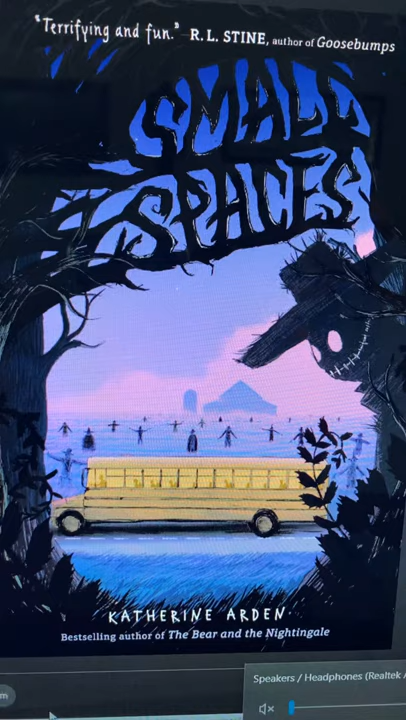 "Terrifying and fun." R.L. STINE, author of Goosebumps
SMALL
SPACES
KATHERINE ARDEN
Bestselling author of The Bear and the Nightingale
Speakers / Headphones (Realtek